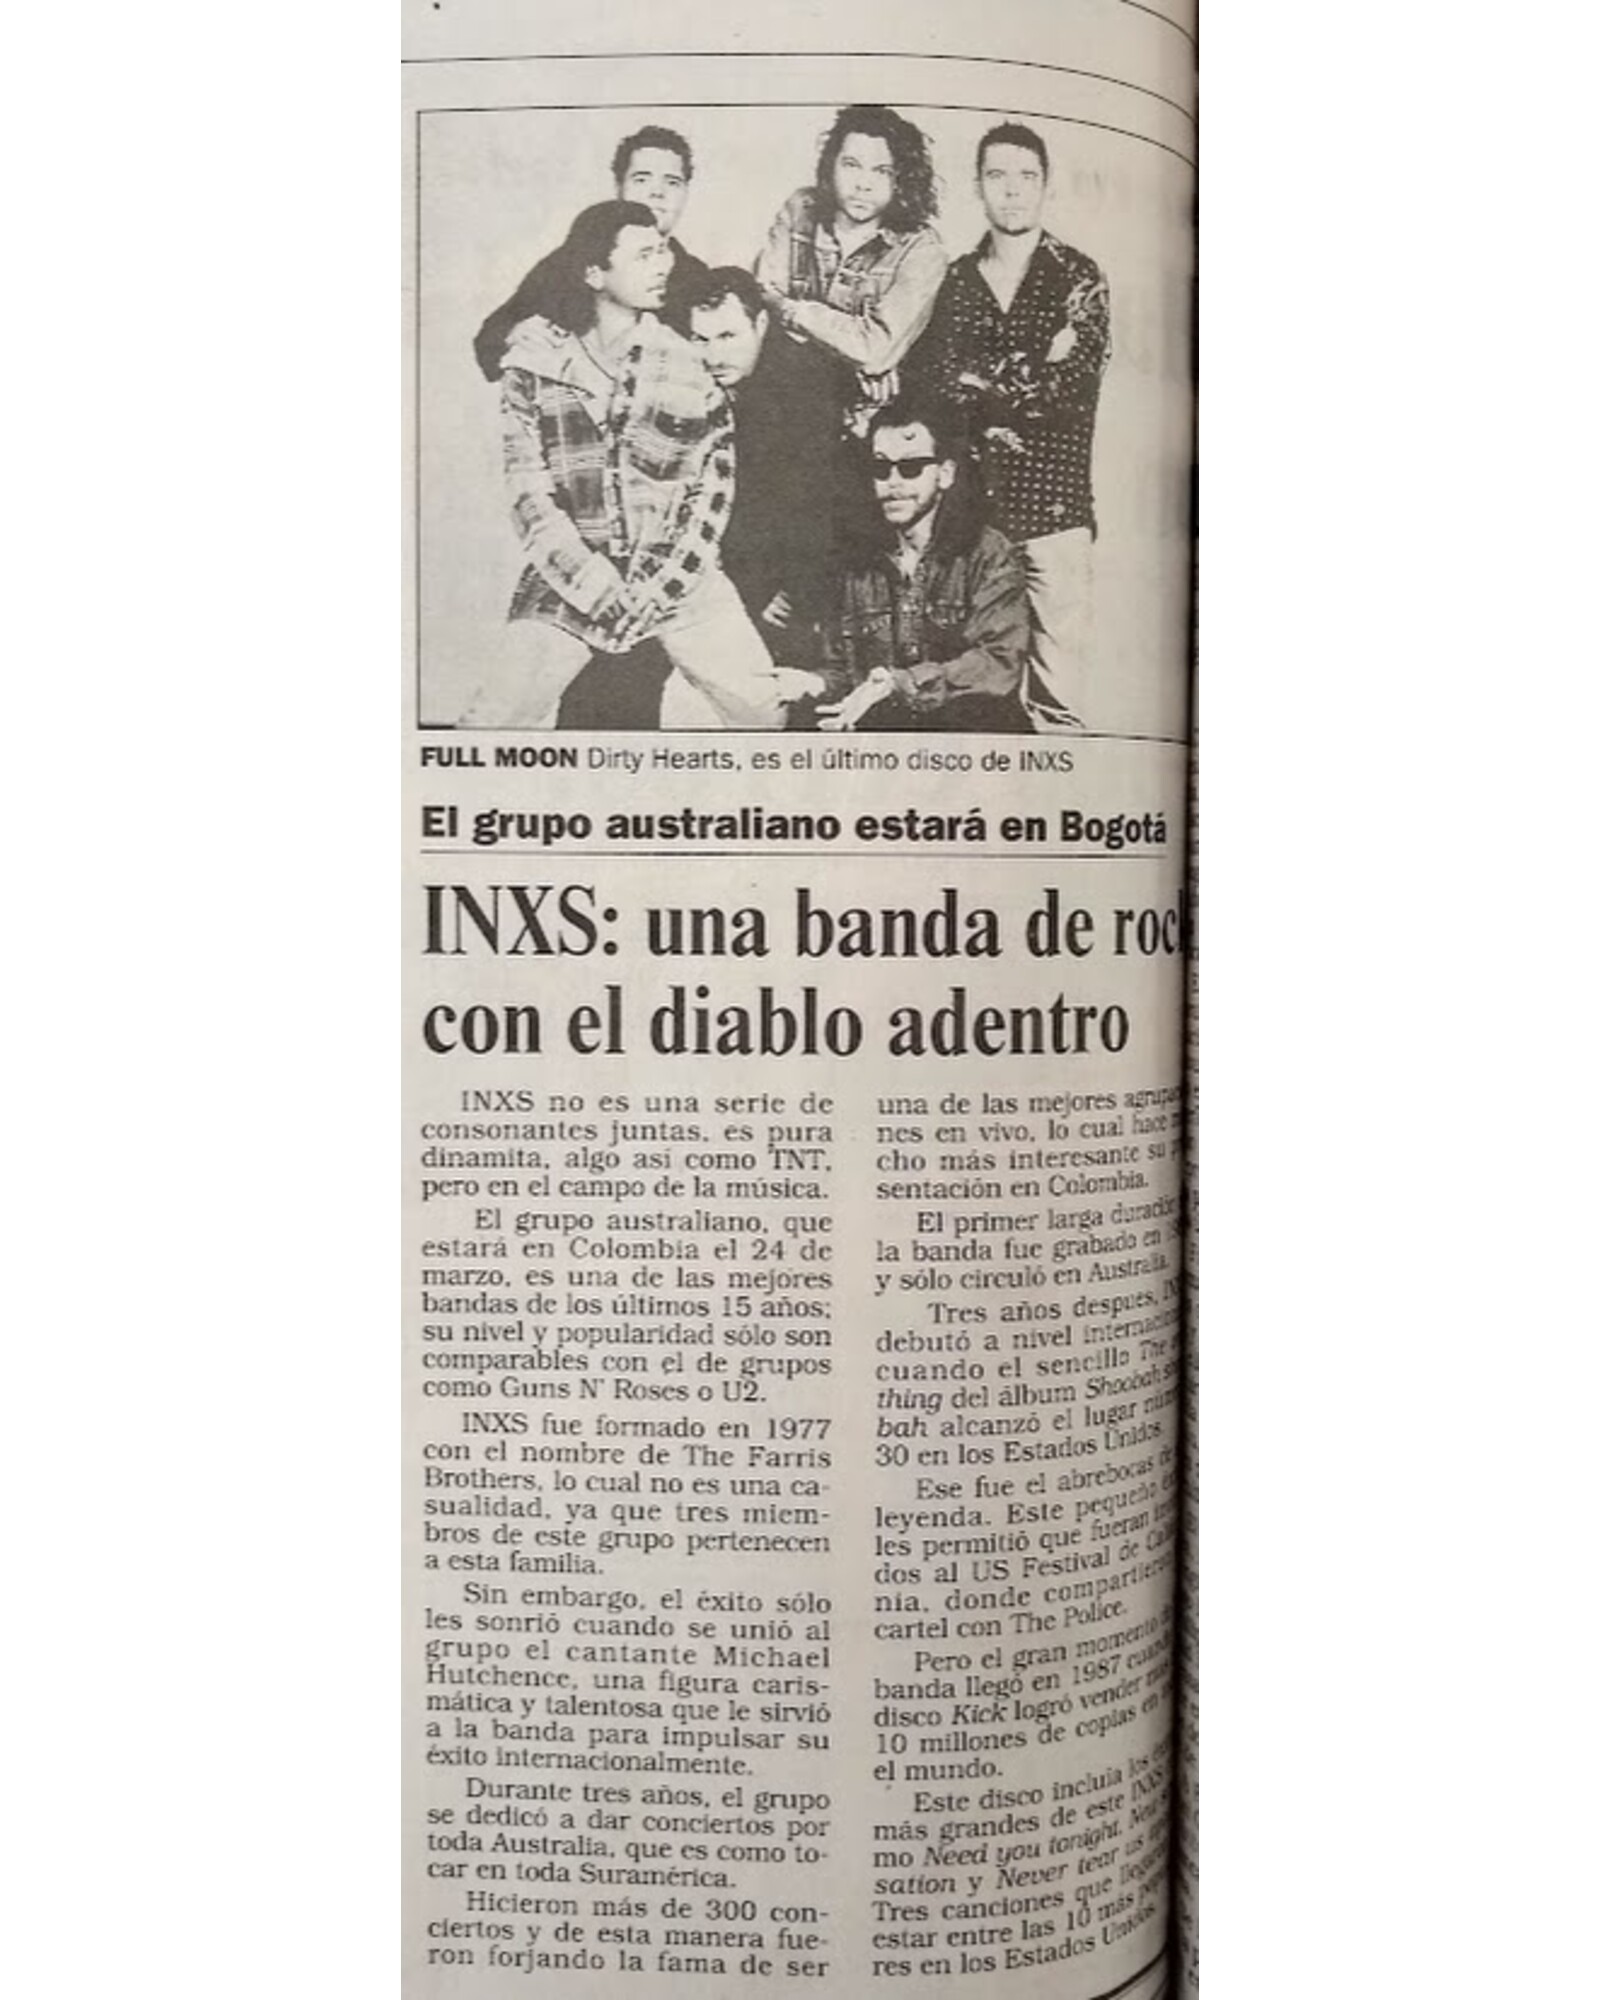 FULL MOON Dirty Hearts, es el último disco de INXS
El grupo australiano estará en Bogotá
INXS: una banda de
con el diablo adentro
INXS no es una serie de
consonantes juntas, es pura
dinamita, algo así como TNT,
pero en el campo de la música.
El grupo australiano, que
estará en Colombia el 24 de
marzo, es una de las mejores
bandas de los últimos 15 años;
su nivel y popularidad sólo son
comparables con el de grupos
como Guns N' Roses o U2.
INXS fue formado en 1977
con el nombre de The Farris
Brothers, lo cual no es una ca-
sualidad, ya que tres miem-
bros de este grupo pertenecen
a esta familia.
Sin embargo, el éxito sólo
les sonrió cuando se unió al
grupo el cantante Michael
Hutchence, una figura caris-
mática y talentosa que le sirvió
a la banda para impulsar su
éxito internacionalmente.
Durante tres años, el grupo
se dedicó a dar conciertos por
toda Australia, que es como to-
car en toda Suramérica.
Hicieron más de 300 con-
ciertos y de esta manera fue-
ron forjando la fama de ser
una de las mejores
nes en vivo, lo cual hace
cho más interesante su
sentación en Colombia.
El primer larga duración
la banda fue grabado en
y sólo circuló en Australia.
Tres años después,
debutó a nivel
cuando el sencillo The
thing del álbum
bah alcanzó el lugar
30 en los Estados Unidos.
Ese fue el abrebocas
leyenda. Este pequeño
les permitió que fueran
dos al US Festival de
nia, donde
cartel con The Police.
Pero el gran momento
banda llegó en 1987
disco Kick logró vender
10 millones de copias en
el mundo.
Este disco incluía los
más grandes de este INXS
mo Need you tonight,
sation y Never tear us
Tres canciones que
estar entre las 10 más
res en los Estados Unidos